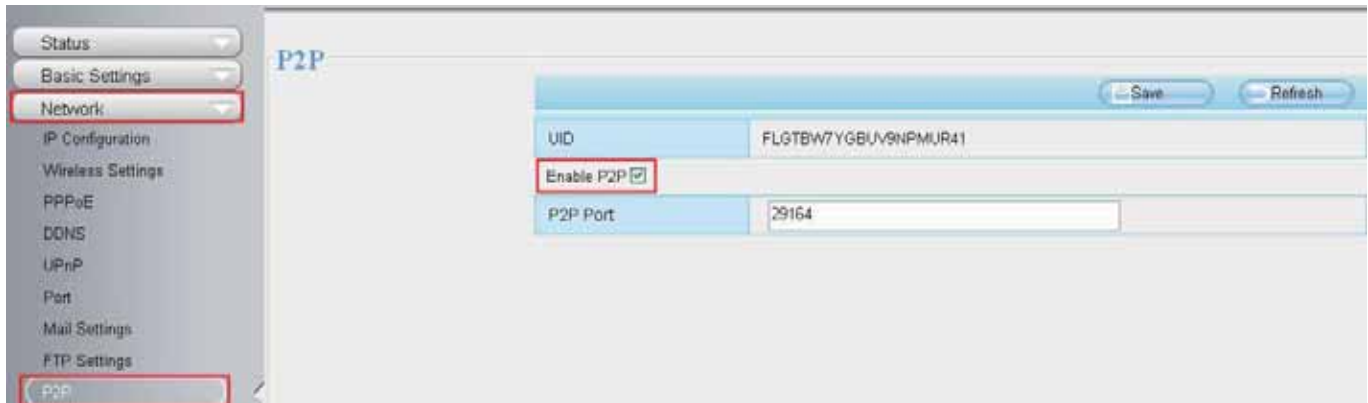 Status
Basic Settings
Network
IP Configuration
Wireless Settings
PPPoE
DDNS
UPnP
Port
Mail Settings
FTP Settings
P2P
P2P
Save Refresh
UID FLGTBW7YGBUV9NPMUR41
Enable P2P
P2P Port 29164